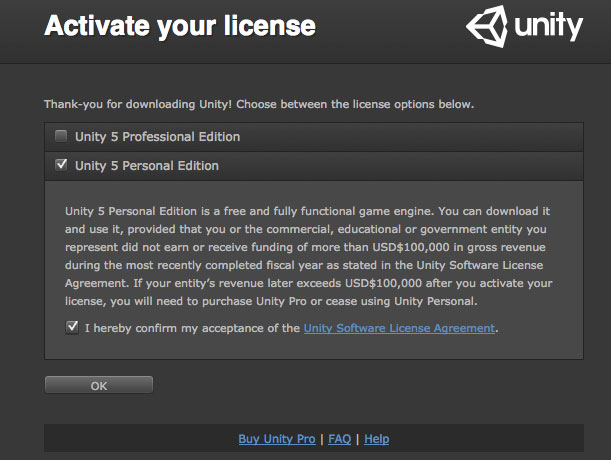 Activate your license
unity
Thank-you for downloading Unity! Choose between the license options below.
Unity 5 Professional Edition
Unity 5 Personal Edition
Unity 5 Personal Edition is a free and fully functional game engine. You can download it
and use it, provided that you or the commercial, educational or government entity you
represent did not earn or receive funding of more than USD$100,000 in gross revenue
during the most recently completed fiscal year as stated in the Unity Software License
Agreement. If your entity's revenue later exceeds USD$100,000 after you activate your
license, you will need to purchase Unity Pro or cease using Unity Personal.
I hereby confirm my acceptance of the Unity Software License Agreement.
OK
Buy Unity Pro | FAQ | Help